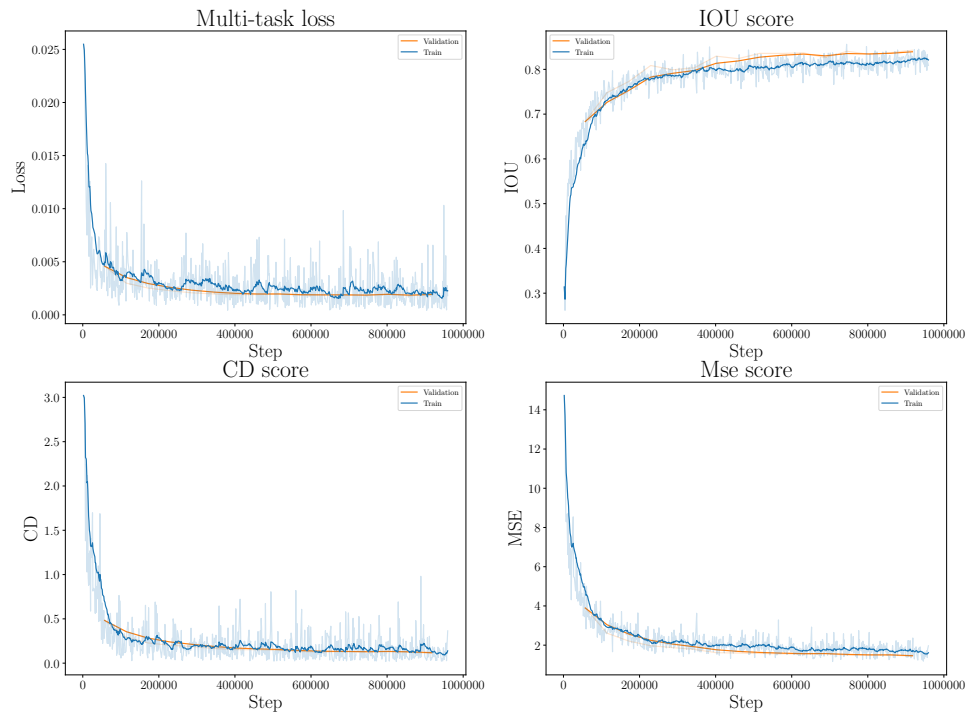 Multi-task loss
0.025
0.020
0.015
0.010
0.005
0.000
Loss
0 200000 400000 600000 800000 1000000
Step
Validation
Train
IOU score
0.8
0.7
0.6
0.5
0.4
0.3
IOU
0 200000 400000 600000 800000 1000000
Step
Validation
Train
CD score
3.0
2.5
2.0
1.5
1.0
0.5
0.0
CD
0 200000 400000 600000 800000 1000000
Step
Validation
Train
Mse score
14
12
10
8
6
4
2
MSE
0 200000 400000 600000 800000 1000000
Step
Validation
Train